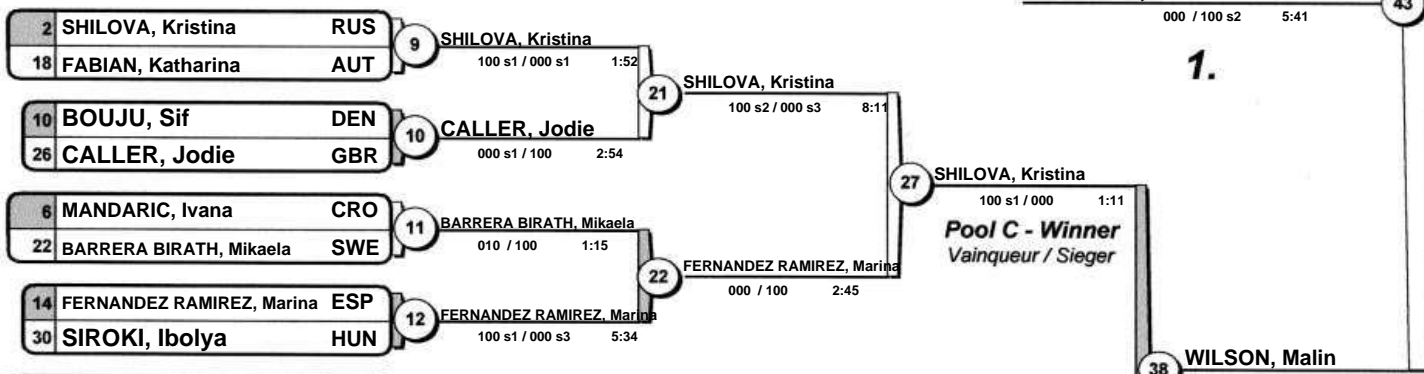 43
000 / 100 s2 5:41
1.
2 SHILOVA, Kristina RUS
18 FABIAN, Katharina AUT
9 SHILOVA, Kristina
100 s1 / 000 s1 1:52
21 SHILOVA, Kristina
100 s2 / 000 s3 8:11
10 BOUJU, Sif DEN
26 CALLER, Jodie GBR
10 CALLER, Jodie
000 s1 / 100 2:54
27 SHILOVA, Kristina
100 s1 / 000 1:11
Pool C - Winner
Vainqueur / Sieger
6 MANDARIC, Ivana CRO
22 BARRERA BIRATH, Mikaela SWE
11 BARRERA BIRATH, Mikaela
010 / 100 1:15
22 FERNANDEZ RAMIREZ, Marina
000 / 100 2:45
14 FERNANDEZ RAMIREZ, Marina ESP
30 SIROKI, Ibolya HUN
12 FERNANDEZ RAMIREZ, Marina
100 s1 / 000 s3 5:34
38 WILSON, Malin